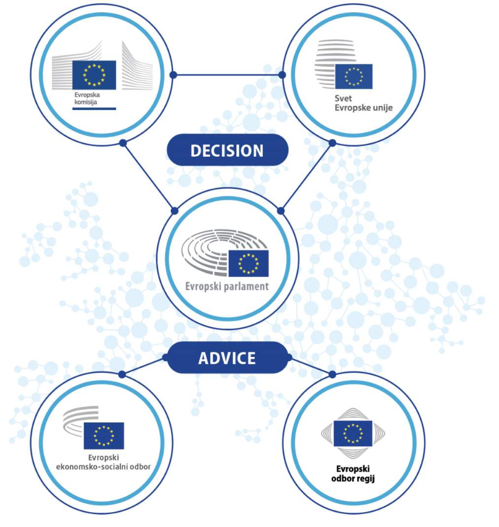 Evropska
komisija
Svet
Evropske unije
DECISION
Evropski parlament
ADVICE
Evropski
ekonomsko-socialni odbor
Evropski
odbor regij